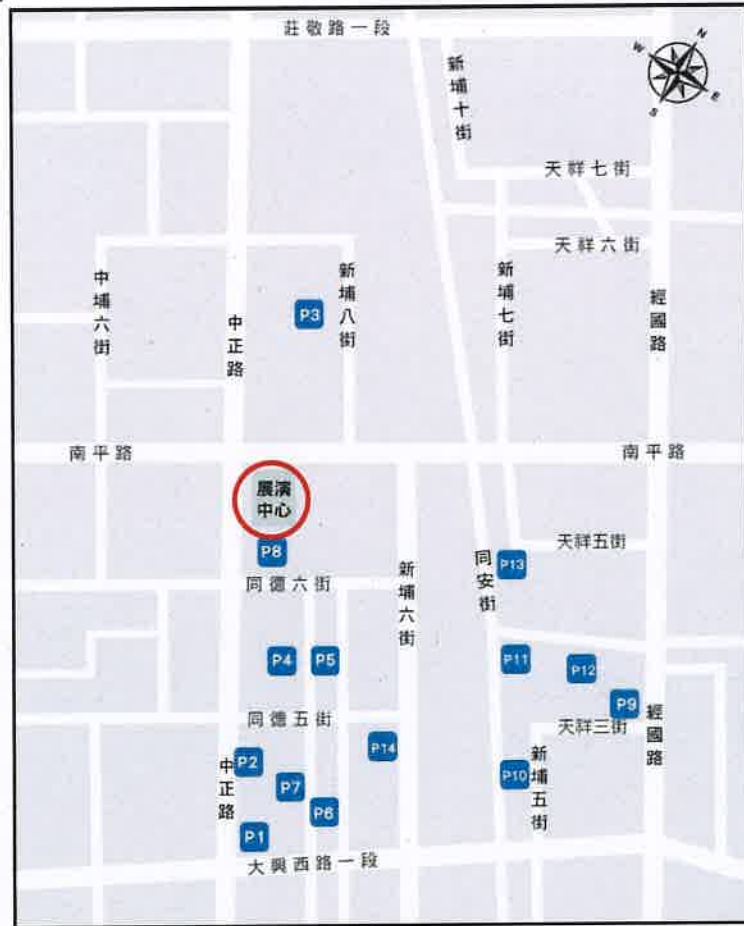 莊敬路一段
N
W
E
S
新埔十街
天祥七街
天祥六街
中埔六街
中正路
P3
新埔八街
新埔七街
經國路
南平路
南平路
展演
中心
P8
同德六街
新埔六街
同安街
P13
天祥五街
P4
P5
P11
P12
P9
同德五街
天祥三街
經國路
P14
P2
中正路
P7
P6
P10
新埔五街
P1
大興西路一段